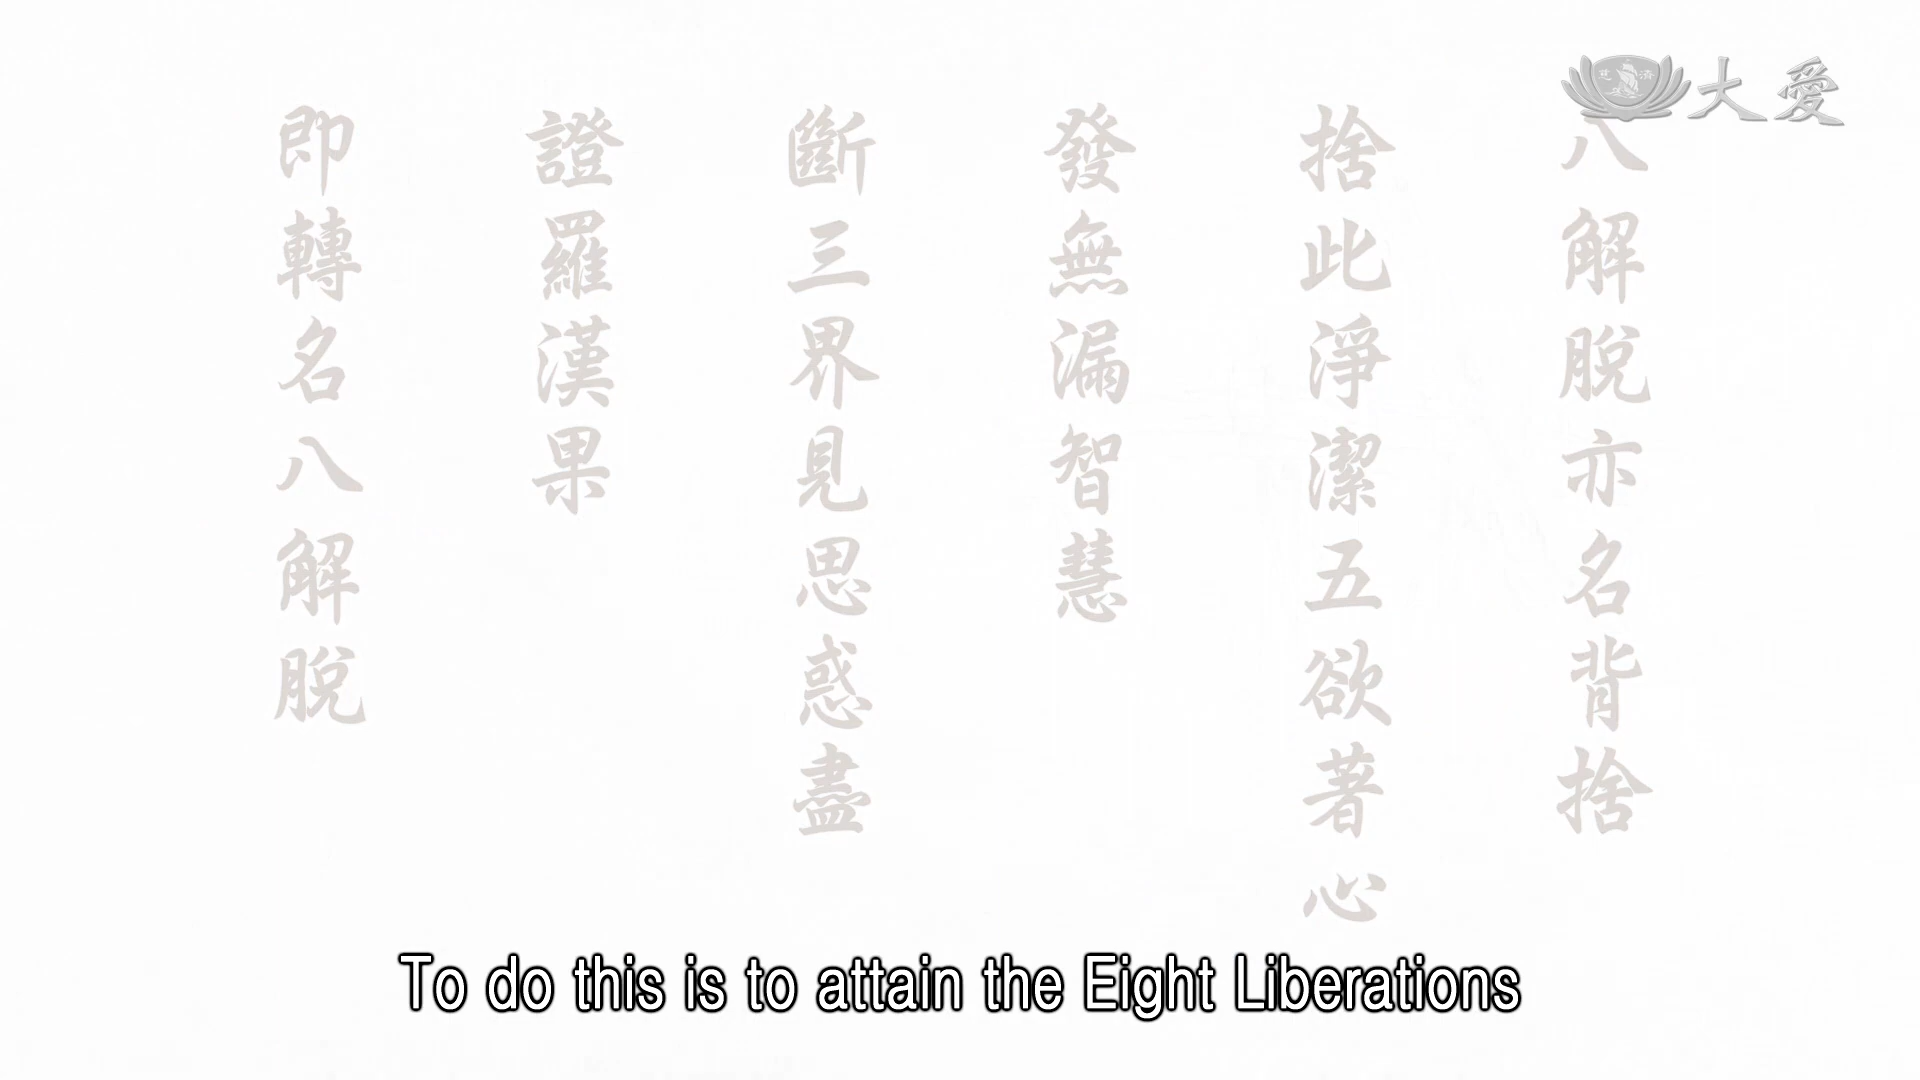 大愛
八解脫亦名背捨
捨此淨潔五欲著心
發無漏智慧
斷三界見思惑盡
證羅漢果
即轉名八解脫
To do this is to attain the Eight Liberations